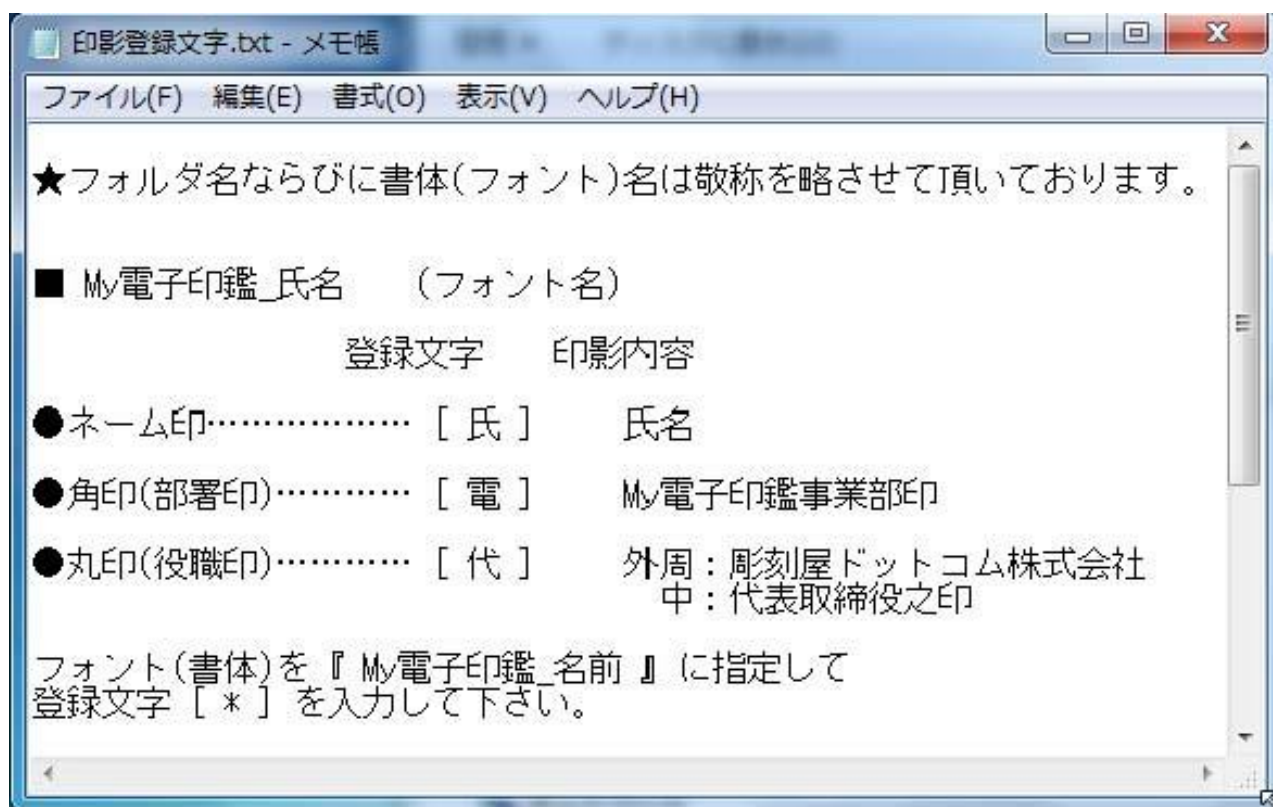 印影登録文字.txt - メモ帳
ファイル(F) 編集(E) 書式(O) 表示(V) ヘルプ(H)
★フォルダ名ならびに書体(フォント)名は敬称を略させて頂いております。
■ My電子印鑑_氏名 (フォント名)
登録文字 印影内容
●ネーム印……………… [ 氏 ] 氏名
●角印(部署印)………… [ 電 ] My電子印鑑事業部印
●丸印(役職印)………… [ 代 ] 外周：彫刻屋ドットコム株式会社
中：代表取締役之印
フォント(書体)を『 My電子印鑑_名前 』に指定して
登録文字 [ * ] を入力して下さい。